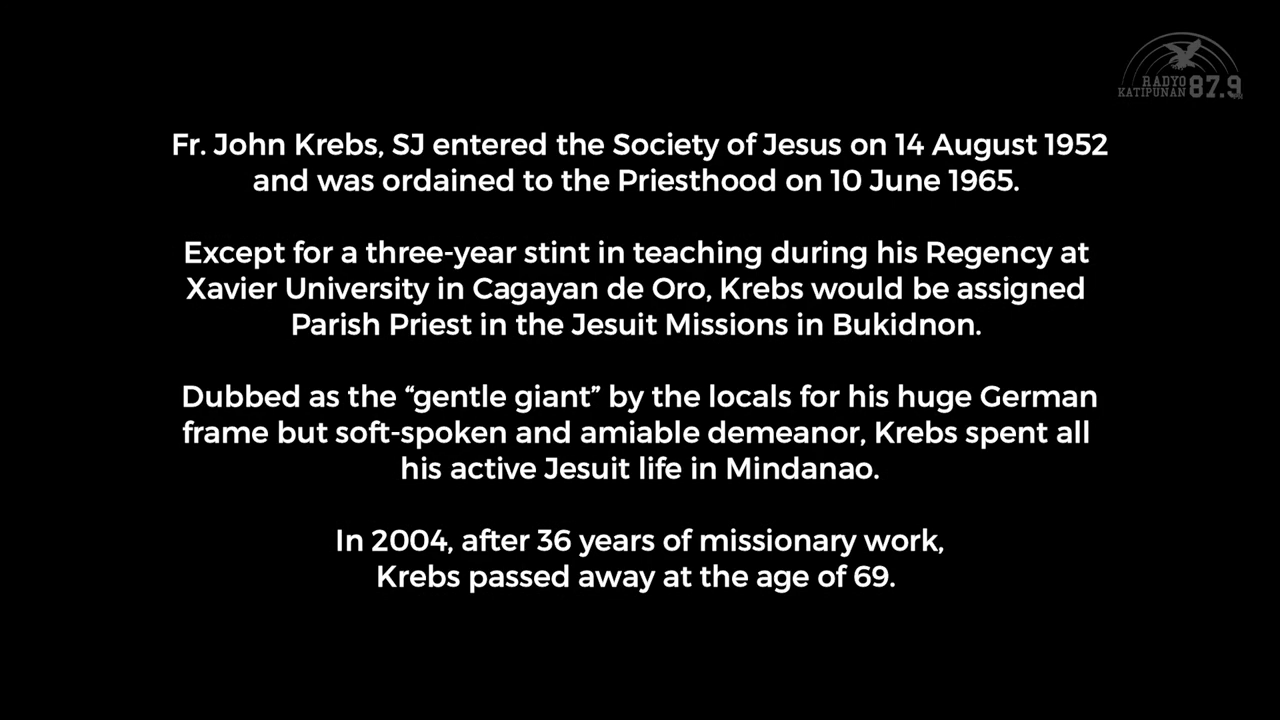 RADYO
KATIPUNAN 87.9
Fr. John Krebs, SJ entered the Society of Jesus on 14 August 1952
and was ordained to the Priesthood on 10 June 1965.
Except for a three-year stint in teaching during his Regency at
Xavier University in Cagayan de Oro, Krebs would be assigned
Parish Priest in the Jesuit Missions in Bukidnon.
Dubbed as the “gentle giant” by the locals for his huge German
frame but soft-spoken and amiable demeanor, Krebs spent all
his active Jesuit life in Mindanao.
In 2004, after 36 years of missionary work,
Krebs passed away at the age of 69.